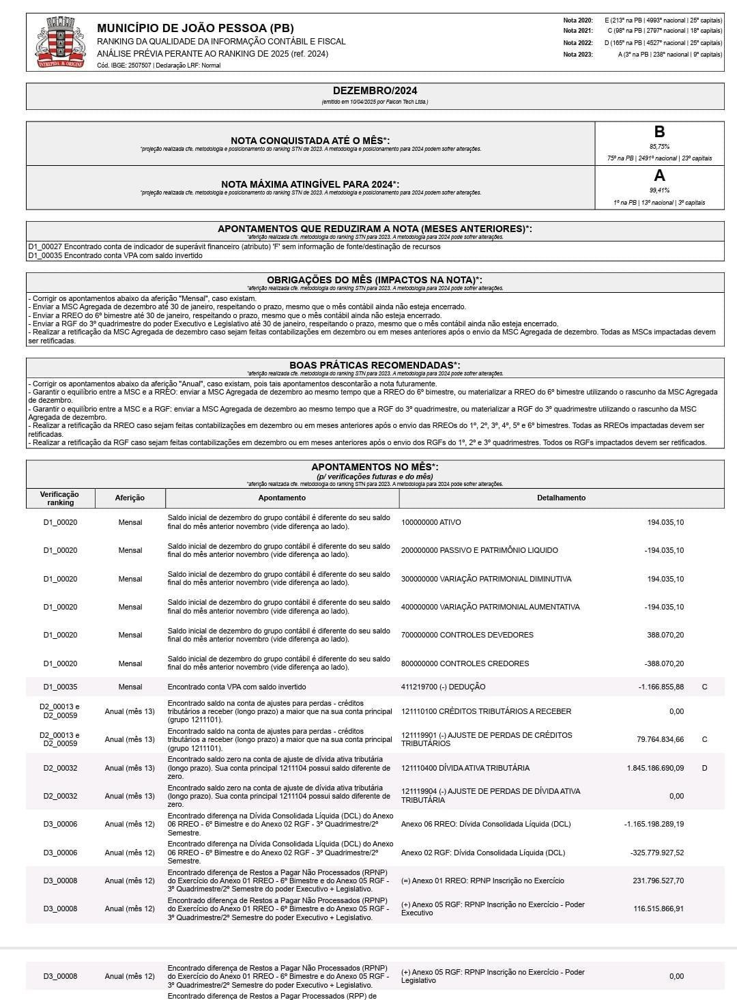 MUNICÍPIO DE JOÃO PESSOA (PB)
RANKING DA QUALIDADE DA INFORMAÇÃO CONTÁBIL E FISCAL
ANÁLISE PRÉVIA PERANTE AO RANKING DE 2025 (ref. 2024)
Cód. IBGE: 2507507 | Declaração LRF: Normal
INTREPIDA AB ORIGINE
Nota 2020: E (213º na PB | 4993º nacional | 25º capitais)
Nota 2021: C (98º na PB | 2797º nacional | 18º capitais)
Nota 2022: D (165º na PB | 4527º nacional | 25º capitais)
Nota 2023: A (3º na PB | 238º nacional | 9º capitais)
DEZEMBRO/2024
(emitido em 10/04/2025 por Falcon Tech Ltda.)
NOTA CONQUISTADA ATÉ O MÊS*:
*projeção realizada cfe. metodologia e posicionamento do ranking STN de 2023. A metodologia e posicionamento para 2024 podem sofrer alterações.
B
85,75%
75º na PB | 2491º nacional | 23º capitais
NOTA MÁXIMA ATINGÍVEL PARA 2024*:
*projeção realizada cfe. metodologia e posicionamento do ranking STN de 2023. A metodologia e posicionamento para 2024 podem sofrer alterações.
A
99,41%
1º na PB | 13º nacional | 3º capitais
APONTAMENTOS QUE REDUZIRAM A NOTA (MESES ANTERIORES)*:
*aferição realizada cfe. metodologia do ranking STN para 2023. A metodologia para 2024 pode sofrer alterações.
D1_00027 Encontrado conta de indicador de superávit financeiro (atributo) 'F' sem informação de fonte/destinação de recursos
D1_00035 Encontrado conta VPA com saldo invertido
OBRIGAÇÕES DO MÊS (IMPACTOS NA NOTA)*:
*aferição realizada cfe. metodologia do ranking STN para 2023. A metodologia para 2024 pode sofrer alterações.
- Corrigir os apontamentos abaixo da aferição "Mensal", caso existam.
- Enviar a MSC Agregada de dezembro até 30 de janeiro, respeitando o prazo, mesmo que o mês contábil ainda não esteja encerrado.
- Enviar a RREO do 6º bimestre até 30 de janeiro, respeitando o prazo, mesmo que o mês contábil ainda não esteja encerrado.
- Enviar a RGF do 3º quadrimestre do poder Executivo e Legislativo até 30 de janeiro, respeitando o prazo, mesmo que o mês contábil ainda não esteja encerrado.
- Realizar a retificação da MSC Agregada de dezembro caso sejam feitas contabilizações em dezembro ou em meses anteriores após o envio da MSC Agregada de dezembro. Todas as MSCs impactadas devem
ser retificadas.
BOAS PRÁTICAS RECOMENDADAS*:
*aferição realizada cfe. metodologia do ranking STN para 2023. A metodologia para 2024 pode sofrer alterações.
- Corrigir os apontamentos abaixo da aferição "Anual", caso existam, pois tais apontamentos descontarão a nota futuramente.
- Garantir o equilíbrio entre a MSC e a RREO: enviar a MSC Agregada de dezembro ao mesmo tempo que a RREO do 6º bimestre, ou materializar a RREO do 6º bimestre utilizando o rascunho da MSC Agregada
de dezembro.
- Garantir o equilíbrio entre a MSC e a RGF: enviar a MSC Agregada de dezembro ao mesmo tempo que a RGF do 3º quadrimestre, ou materializar a RGF do 3º quadrimestre utilizando o rascunho da MSC
Agregada de dezembro.
- Realizar a retificação da RREO caso sejam feitas contabilizações em dezembro ou em meses anteriores após o envio das RREOs do 1º, 2º, 3º, 4º, 5º e 6º bimestres. Todas as RREOs impactadas devem ser
retificadas.
- Realizar a retificação da RGF caso sejam feitas contabilizações em dezembro ou em meses anteriores após o envio dos RGFs do 1º, 2º e 3º quadrimestres. Todos os RGFs impactados devem ser retificados.
APONTAMENTOS NO MÊS*:
(p/ verificações futuras e do mês)
*aferição realizada cfe. metodologia do ranking STN para 2023. A metodologia para 2024 pode sofrer alterações.
Verificação
ranking
Aferição
Apontamento
Detalhamento
Saldo inicial de dezembro do grupo contábil é diferente do seu saldo
D1_00020 Mensal final do mês anterior novembro (vide diferença ao lado). 100000000 ATIVO 194.035,10
Saldo inicial de dezembro do grupo contábil é diferente do seu saldo
D1_00020 Mensal final do mês anterior novembro (vide diferença ao lado). 200000000 PASSIVO E PATRIMÔNIO LIQUIDO -194.035,10
Saldo inicial de dezembro do grupo contábil é diferente do seu saldo
D1_00020 Mensal final do mês anterior novembro (vide diferença ao lado). 300000000 VARIAÇÃO PATRIMONIAL DIMINUTIVA 194.035,10
Saldo inicial de dezembro do grupo contábil é diferente do seu saldo
D1_00020 Mensal final do mês anterior novembro (vide diferença ao lado). 400000000 VARIAÇÃO PATRIMONIAL AUMENTATIVA -194.035,10
Saldo inicial de dezembro do grupo contábil é diferente do seu saldo
D1_00020 Mensal final do mês anterior novembro (vide diferença ao lado). 700000000 CONTROLES DEVEDORES 388.070,20
Saldo inicial de dezembro do grupo contábil é diferente do seu saldo
D1_00020 Mensal final do mês anterior novembro (vide diferença ao lado). 800000000 CONTROLES CREDORES -388.070,20
D1_00035 Mensal Encontrado conta VPA com saldo invertido 411219700 (-) DEDUÇÃO -1.166.855,88 C
D2_00013 e Encontrado saldo na conta de ajustes para perdas - créditos
D2_00059 Anual (mês 13) tributários a receber (longo prazo) a maior que na sua conta principal 121110100 CRÉDITOS TRIBUTÁRIOS A RECEBER 0,00
(grupo 1211101).
D2_00013 e Encontrado saldo na conta de ajustes para perdas - créditos 121119901 (-) AJUSTE DE PERDAS DE CRÉDITOS
D2_00059 Anual (mês 13) tributários a receber (longo prazo) a maior que na sua conta principal TRIBUTÁRIOS 79.764.834,66 C
(grupo 1211101).
Encontrado saldo zero na conta de ajuste de dívida ativa tributária
D2_00032 Anual (mês 13) (longo prazo). Sua conta principal 1211104 possui saldo diferente de 121110400 DÍVIDA ATIVA TRIBUTÁRIA 1.845.186.690,09 D
zero.
Encontrado saldo zero na conta de ajuste de dívida ativa tributária 121119904 (-) AJUSTE DE PERDAS DE DÍVIDA ATIVA
D2_00032 Anual (mês 13) (longo prazo). Sua conta principal 1211104 possui saldo diferente de TRIBUTÁRIA 0,00
zero.
Encontrado diferença na Dívida Consolidada Líquida (DCL) do Anexo
D3_00006 Anual (mês 12) 06 RREO - 6º Bimestre e do Anexo 02 RGF - 3º Quadrimestre/2º Anexo 06 RREO: Dívida Consolidada Líquida (DCL) -1.165.198.289,19
Semestre.
Encontrado diferença na Dívida Consolidada Líquida (DCL) do Anexo
D3_00006 Anual (mês 12) 06 RREO - 6º Bimestre e do Anexo 02 RGF - 3º Quadrimestre/2º Anexo 02 RGF: Dívida Consolidada Líquida (DCL) -325.779.927,52
Semestre.
Encontrado diferença de Restos a Pagar Não Processados (RPNP)
D3_00008 Anual (mês 12) do Exercício do Anexo 01 RREO - 6º Bimestre e do Anexo 05 RGF - (=) Anexo 01 RREO: RPNP Inscrição no Exercício 231.796.527,70
3º Quadrimestre/2º Semestre do poder Executivo + Legislativo.
Encontrado diferença de Restos a Pagar Não Processados (RPNP) (+) Anexo 05 RGF: RPNP Inscrição no Exercício - Poder
D3_00008 Anual (mês 12) do Exercício do Anexo 01 RREO - 6º Bimestre e do Anexo 05 RGF - Executivo 116.515.866,91
3º Quadrimestre/2º Semestre do poder Executivo + Legislativo.
Encontrado diferença de Restos a Pagar Não Processados (RPNP) (+) Anexo 05 RGF: RPNP Inscrição no Exercício - Poder
D3_00008 Anual (mês 12) do Exercício do Anexo 01 RREO - 6º Bimestre e do Anexo 05 RGF - Legislativo 0,00
3º Quadrimestre/2º Semestre do poder Executivo + Legislativo.
Encontrado diferença de Restos a Pagar Processados (RPP) de